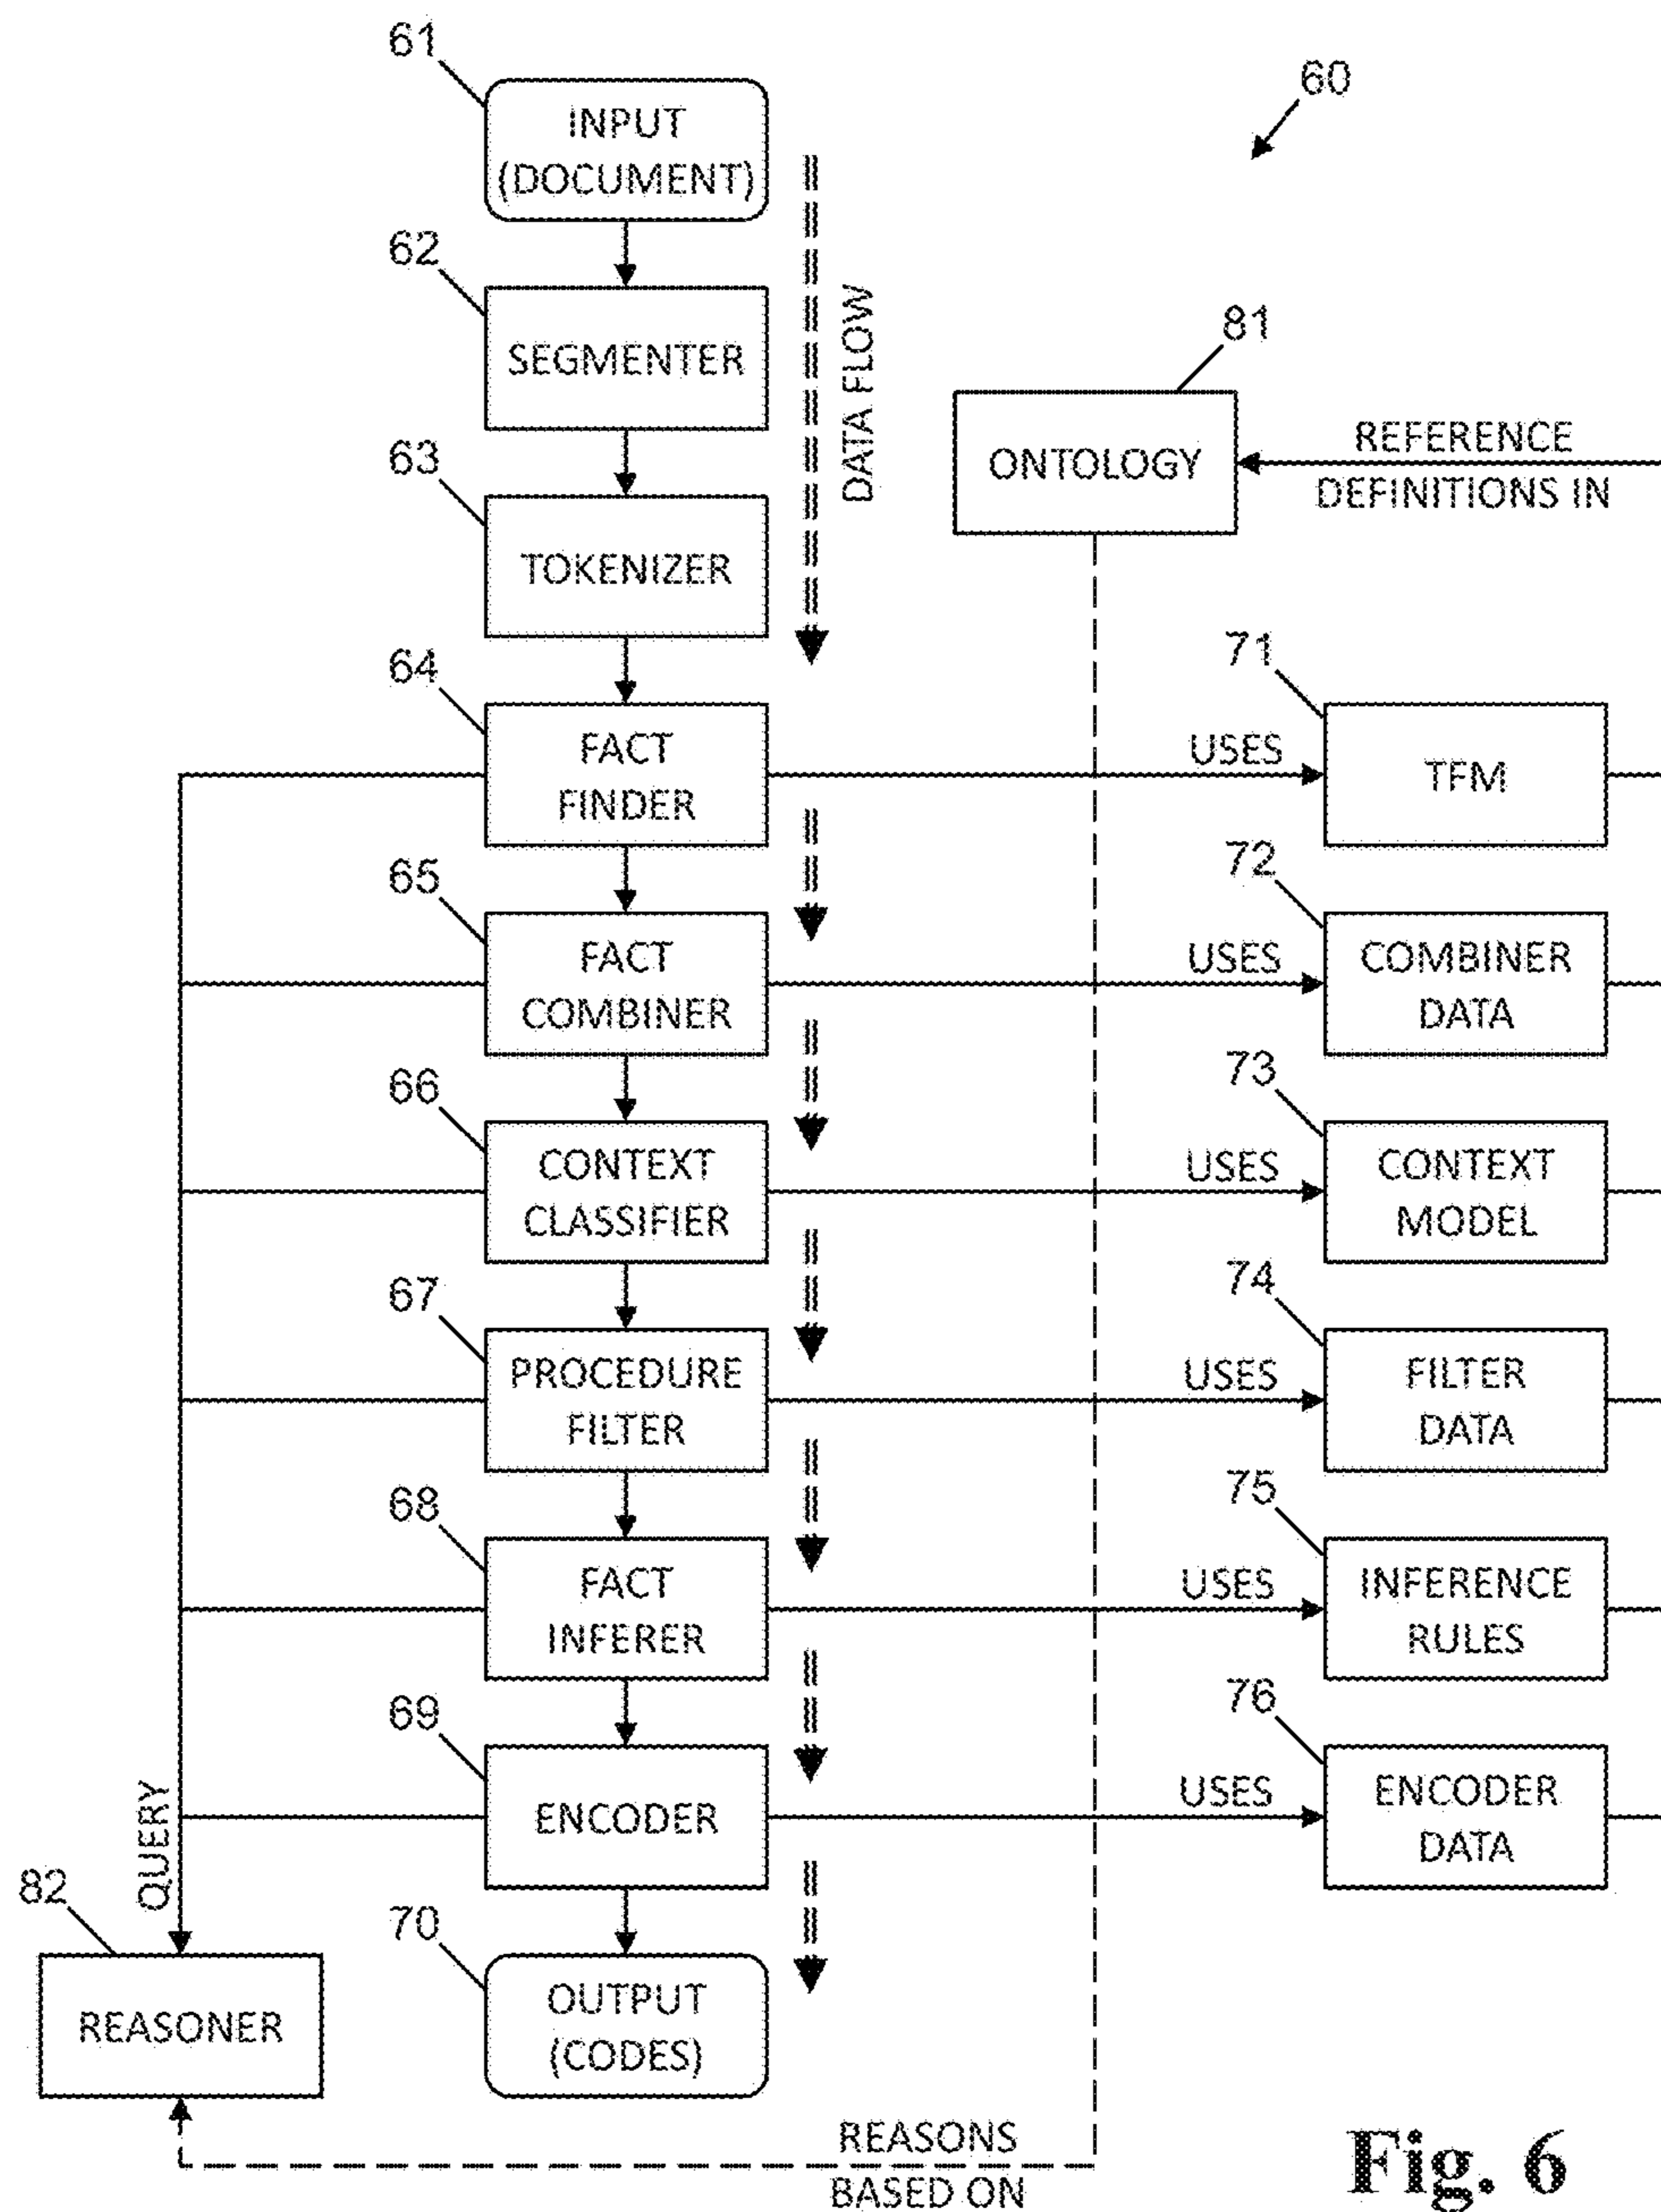 61
60
INPUT
(DOCUMENT)
62
SEGMENTER
DATA FLOW
81
63
ONTOLOGY
REFERENCE
DEFINITIONS IN
TOKENIZER
64
71
FACT
FINDER
USES
TFM
65
72
FACT
COMBINER
USES
COMBINER
DATA
66
73
CONTEXT
CLASSIFIER
USES
CONTEXT
MODEL
67
74
PROCEDURE
FILTER
USES
FILTER
DATA
68
75
FACT
INFERER
USES
INFERENCE
RULES
69
76
ENCODER
USES
ENCODER
DATA
QUERY
82
70
REASONER
OUTPUT
(CODES)
REASONS
BASED ON
Fig. 6